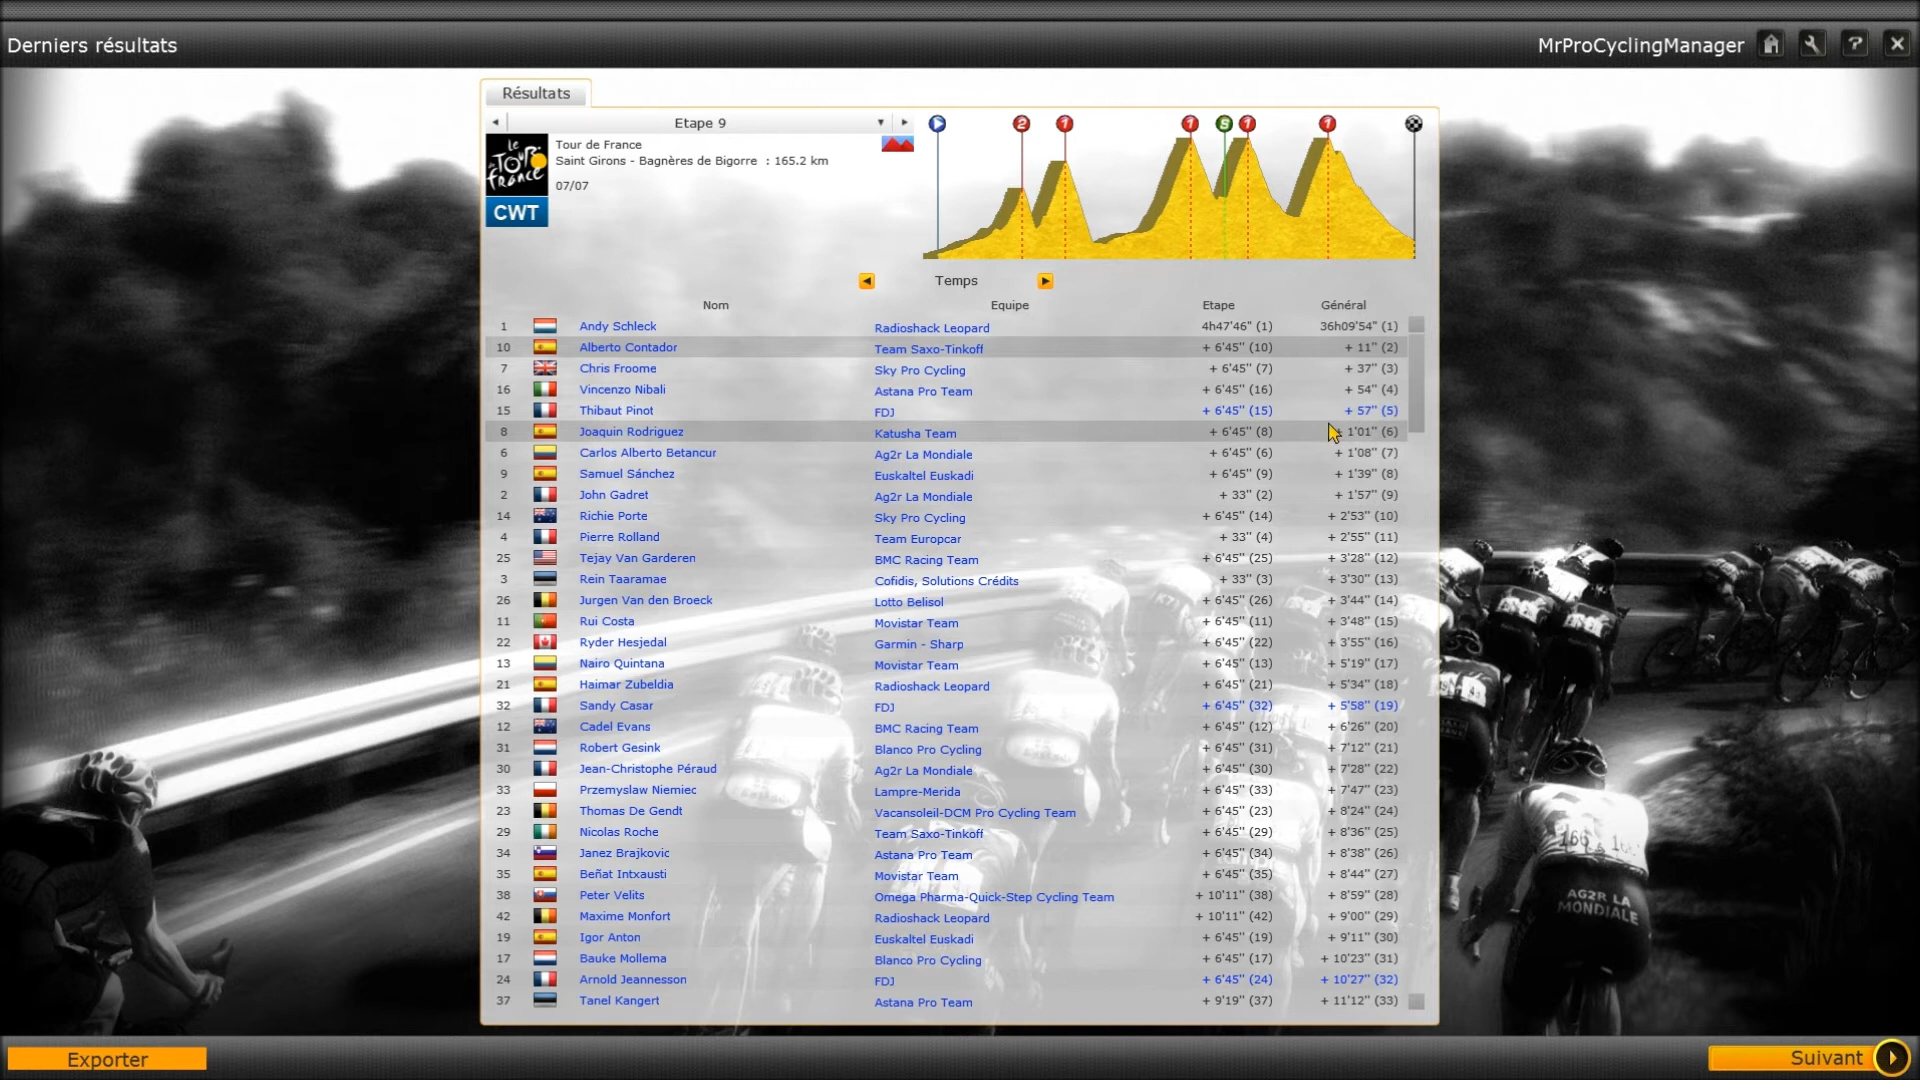 Derniers résultats
MrProCyclingManager
Résultats
Etape 9
Tour de France
Saint Girons - Bagnères de Bigorre : 165.2 km
07/07
le TOUR de france
CWT
2 1 1 S 1 1
Temps
Nom Equipe Etape Général
1 Andy Schleck Radioshack Leopard 4h47'46'' (1) 36h09'54'' (1)
10 Alberto Contador Team Saxo-Tinkoff + 6'45'' (10) + 11'' (2)
7 Chris Froome Sky Pro Cycling + 6'45'' (7) + 37'' (3)
16 Vincenzo Nibali Astana Pro Team + 6'45'' (16) + 54'' (4)
15 Thibaut Pinot FDJ + 6'45'' (15) + 57'' (5)
8 Joaquin Rodriguez Katusha Team + 6'45'' (8) 1'01'' (6)
6 Carlos Alberto Betancur Ag2r La Mondiale + 6'45'' (6) + 1'08'' (7)
9 Samuel Sánchez Euskaltel Euskadi + 6'45'' (9) + 1'39'' (8)
2 John Gadret Ag2r La Mondiale + 33'' (2) + 1'57'' (9)
14 Richie Porte Sky Pro Cycling + 6'45'' (14) + 2'53'' (10)
4 Pierre Rolland Team Europcar + 33'' (4) + 2'55'' (11)
25 Tejay Van Garderen BMC Racing Team + 6'45'' (25) + 3'28'' (12)
3 Rein Taaramae Cofidis, Solutions Crédits + 33'' (3) + 3'30'' (13)
26 Jurgen Van den Broeck Lotto Belisol + 6'45'' (26) + 3'44'' (14)
11 Rui Costa Movistar Team + 6'45'' (11) + 3'48'' (15)
22 Ryder Hesjedal Garmin - Sharp + 6'45'' (22) + 3'55'' (16)
13 Nairo Quintana Movistar Team + 6'45'' (13) + 5'19'' (17)
21 Haimar Zubeldia Radioshack Leopard + 6'45'' (21) + 5'34'' (18)
32 Sandy Casar FDJ + 6'45'' (32) + 5'58'' (19)
12 Cadel Evans BMC Racing Team + 6'45'' (12) + 6'26'' (20)
31 Robert Gesink Blanco Pro Cycling + 6'45'' (31) + 7'12'' (21)
30 Jean-Christophe Péraud Ag2r La Mondiale + 6'45'' (30) + 7'28'' (22)
33 Przemyslaw Niemiec Lampre-Merida + 6'45'' (33) + 7'47'' (23)
23 Thomas De Gendt Vacansoleil-DCM Pro Cycling Team + 6'45'' (23) + 8'24'' (24)
29 Nicolas Roche Team Saxo-Tinkoff + 6'45'' (29) + 8'36'' (25)
34 Janez Brajkovic Astana Pro Team + 6'45'' (34) + 8'38'' (26)
35 Beñat Intxausti Movistar Team + 6'45'' (35) + 8'44'' (27)
38 Peter Velits Omega Pharma-Quick-Step Cycling Team + 10'11'' (38) + 8'59'' (28)
42 Maxime Monfort Radioshack Leopard + 10'11'' (42) + 9'00'' (29)
19 Igor Anton Euskaltel Euskadi + 6'45'' (19) + 9'11'' (30)
17 Bauke Mollema Blanco Pro Cycling + 6'45'' (17) + 10'23'' (31)
24 Arnold Jeannesson FDJ + 6'45'' (24) + 10'27'' (32)
37 Tanel Kangert Astana Pro Team + 9'19'' (37) + 11'12'' (33)
166
AG2R LA
MONDIALE
Exporter
Suivant